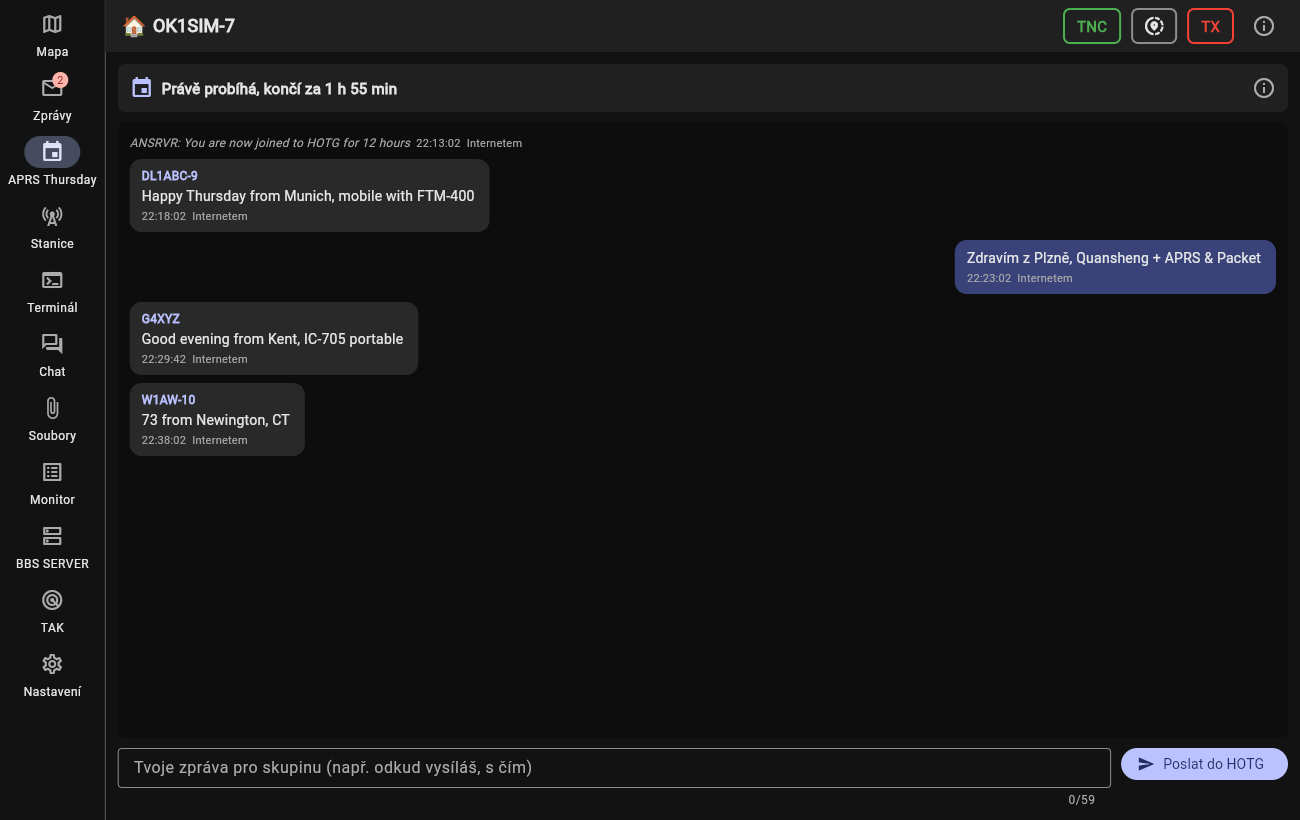 OK1SIM-7
TNC
TX
Mapa
2
Zprávy
APRS Thursday
Stanice
Terminál
Chat
Soubory
Monitor
BBS SERVER
TAK
Nastavení
Právě probíhá, končí za 1 h 55 min
ANSRVR: You are now joined to HOTG for 12 hours 22:13:02 Internetem
DL1ABC-9
Happy Thursday from Munich, mobile with FTM-400
22:18:02 Internetem
Zdravím z Plzně, Quansheng + APRS & Packet
22:23:02 Internetem
G4XYZ
Good evening from Kent, IC-705 portable
22:29:42 Internetem
W1AW-10
73 from Newington, CT
22:38:02 Internetem
Tvoje zpráva pro skupinu (např. odkud vysíláš, s čím)
Poslat do HOTG
0/59